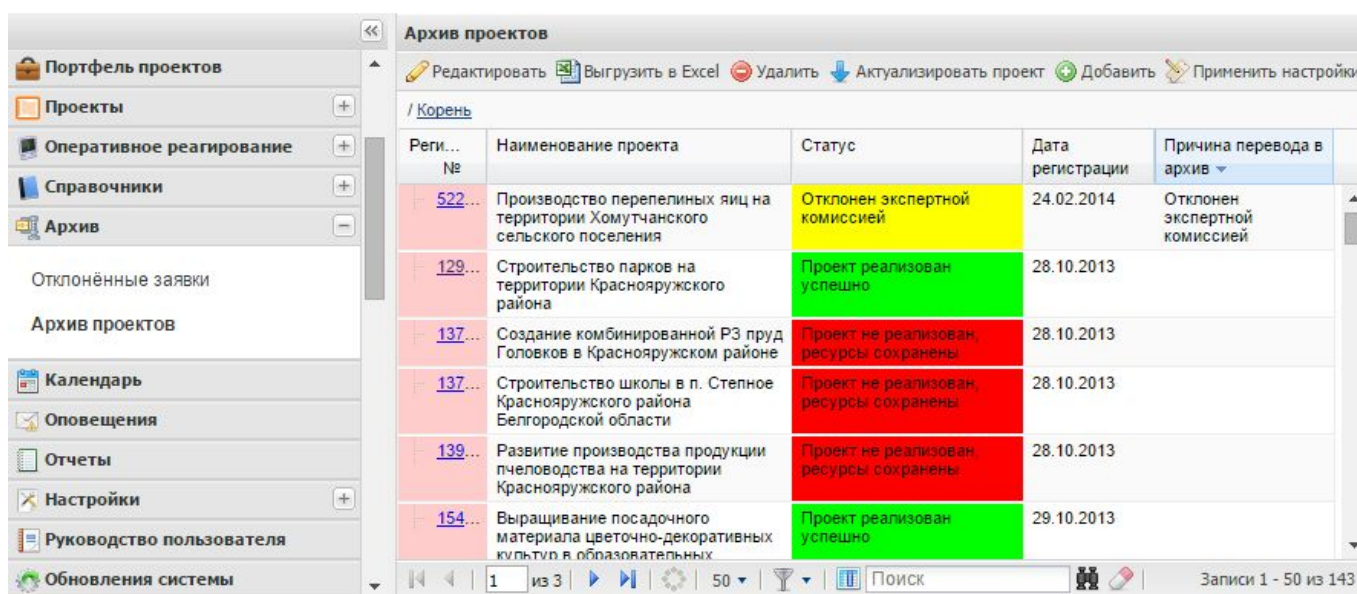 Портфель проектов
Проекты
Оперативное реагирование
Справочники
Архив
Отклонённые заявки
Архив проектов
Календарь
Оповещения
Отчеты
Настройки
Руководство пользователя
Обновления системы
Архив проектов
Редактировать Выгрузить в Excel Удалить Актуализировать проект Добавить Применить настройки
/ Корень
Реги...
№
Наименование проекта
Статус
Дата
регистрации
Причина перевода в
архив
522...
Производство перепелиных яиц на
территории Хомутчанского
сельского поселения
Отклонен экспертной
комиссией
24.02.2014
Отклонен
экспертной
комиссией
129...
Строительство парков на
территории Краснояружского
района
Проект реализован
успешно
28.10.2013
137...
Создание комбинированной РЗ пруд
Головков в Краснояружском районе
Проект не реализован,
ресурсы сохранены
28.10.2013
137...
Строительство школы в п. Степное
Краснояружского района
Белгородской области
Проект не реализован,
ресурсы сохранены
28.10.2013
139...
Развитие производства продукции
пчеловодства на территории
Краснояружского района
Проект не реализован,
ресурсы сохранены
28.10.2013
154...
Выращивание посадочного
материала цветочно-декоративных
культур в образовательных
Проект реализован
успешно
29.10.2013
1 из 3 50 Поиск Записи 1 - 50 из 143